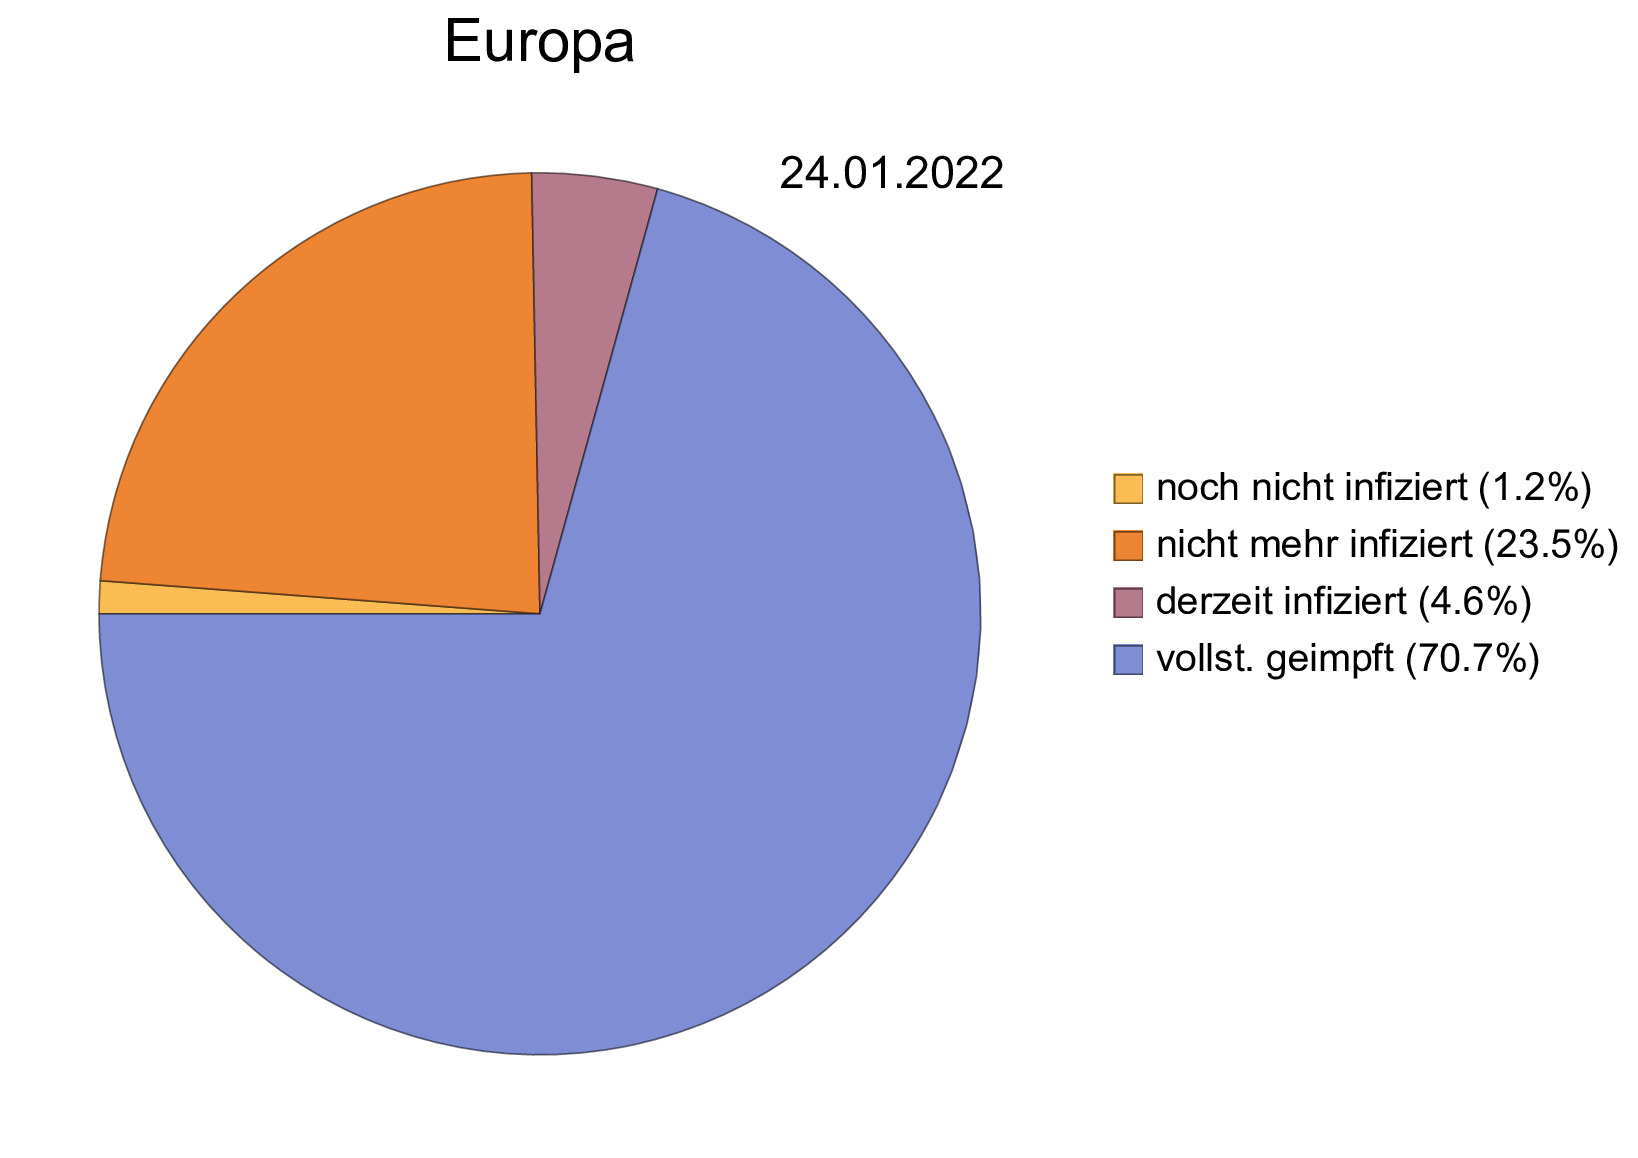 Europa
24.01.2022
noch nicht infiziert (1.2%)
nicht mehr infiziert (23.5%)
derzeit infiziert (4.6%)
vollst. geimpft (70.7%)